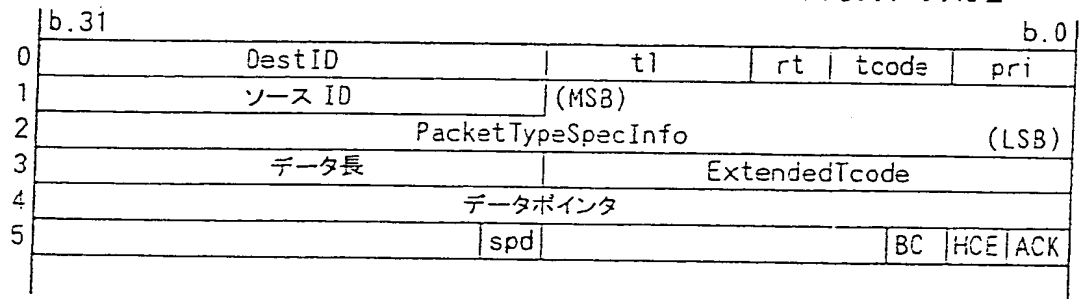 b.31 b.0
0 DestID tl rt tcode pri
1 ソース ID (MSB)
2 PacketTypeSpecInfo (LSB)
3 データ長 ExtendedTcode
4 データポインタ
5 spd BC HCE ACK